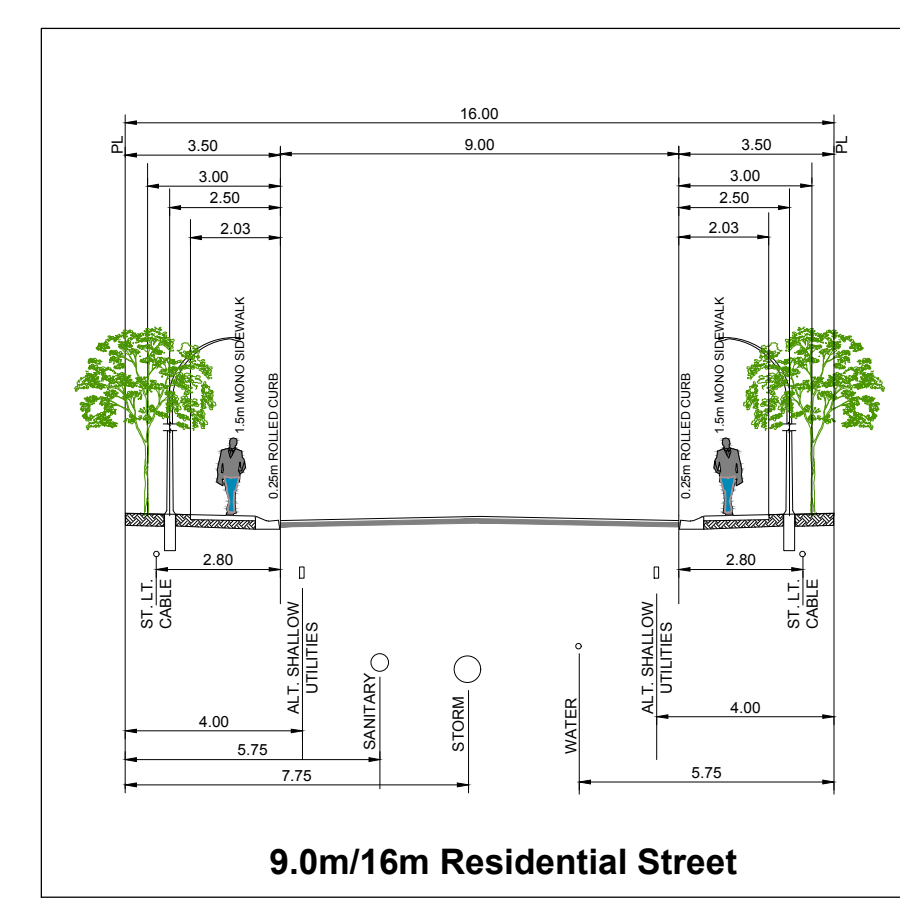 16.00
PL
3.50
9.00
3.50
PL
3.00
3.00
2.50
2.50
2.03
2.03
1.5m MONO SIDEWALK
0.25m ROLLED CURB
0.25m ROLLED CURB
1.5m MONO SIDEWALK
2.80
2.80
ST. LT.
CABLE
ALT. SHALLOW
UTILITIES
SANITARY
STORM
WATER
ALT. SHALLOW
UTILITIES
ST. LT.
CABLE
4.00
4.00
5.75
5.75
7.75
9.0m/16m Residential Street